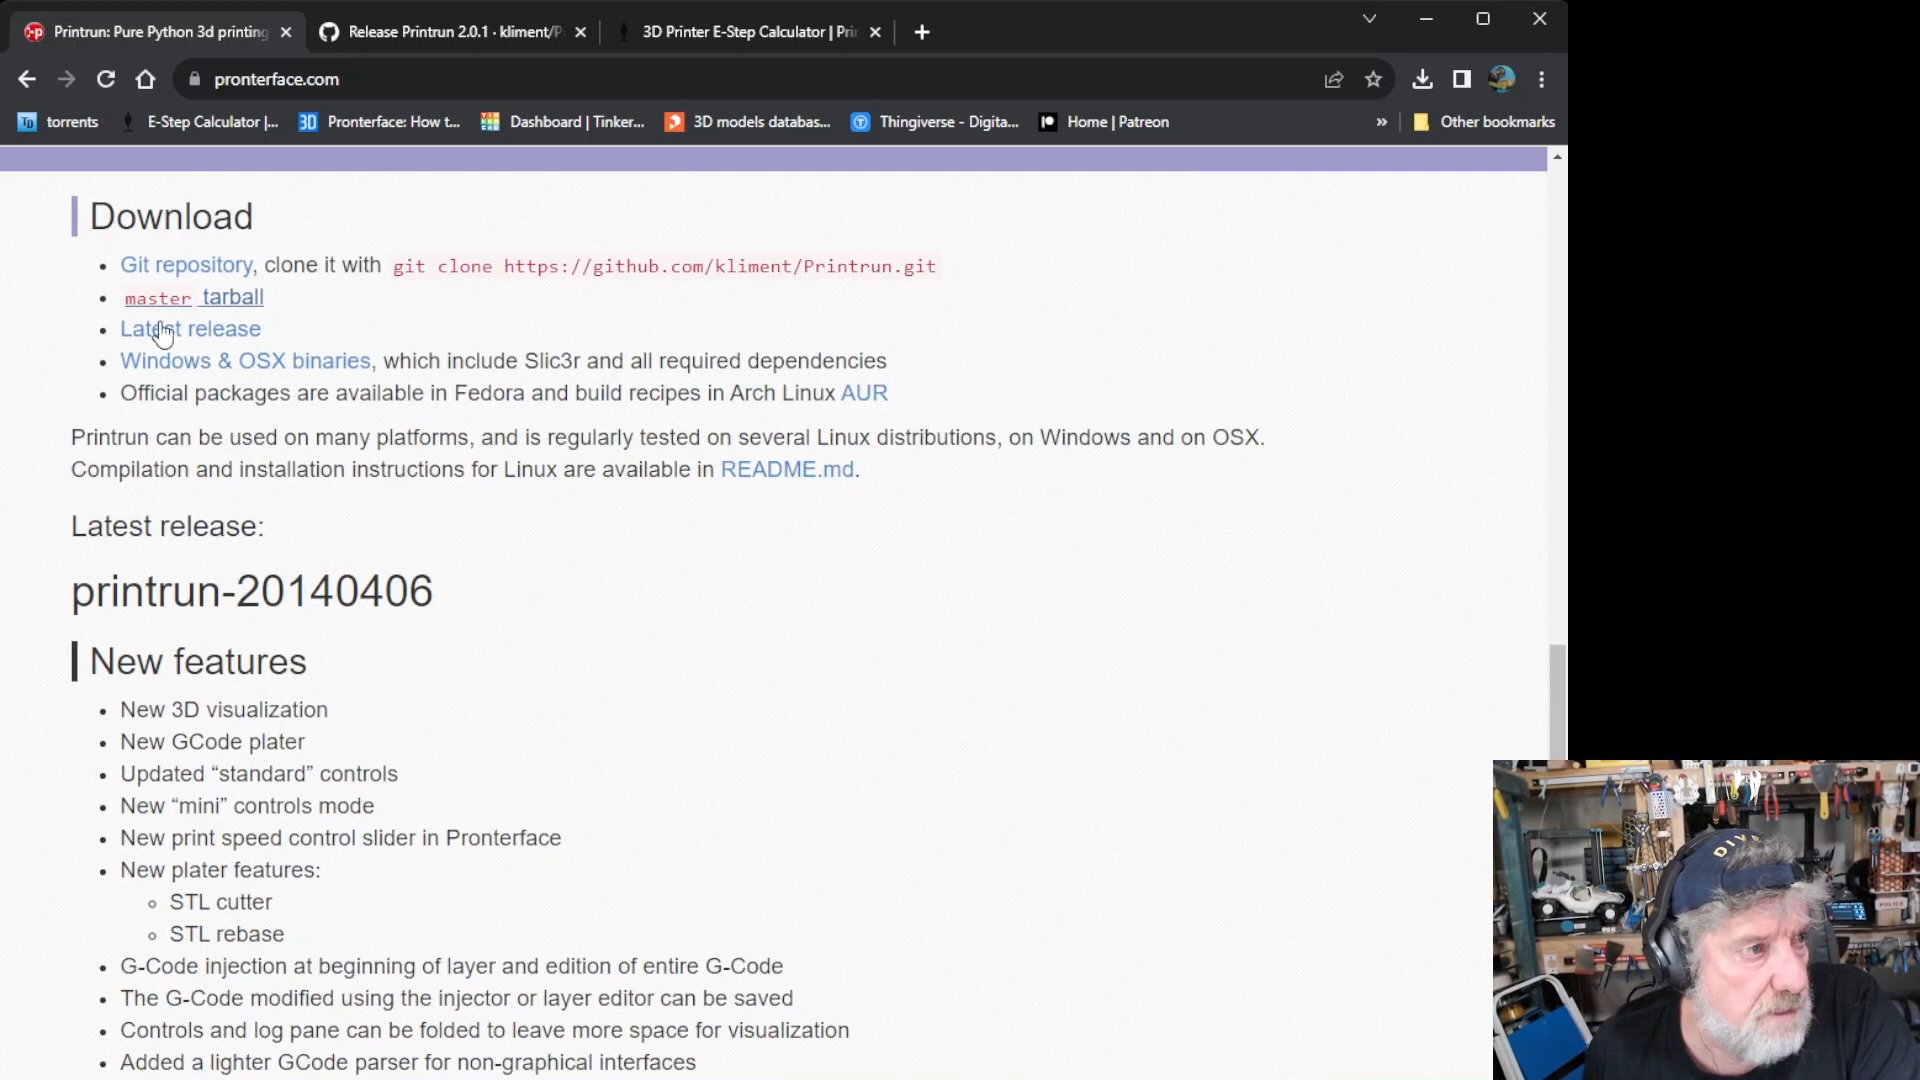 Printrun: Pure Python 3d printing
Release Printrun 2.0.1 · kliment/P
3D Printer E-Step Calculator | Pri
pronterface.com
TD torrents
E-Step Calculator |...
3D Pronterface: How t...
Dashboard | Tinker...
3D models databas...
Thingiverse - Digita...
Home | Patreon
»
Other bookmarks
Download
Git repository, clone it with git clone https://github.com/kliment/Printrun.git
master tarball
Latest release
Windows & OSX binaries, which include Slic3r and all required dependencies
Official packages are available in Fedora and build recipes in Arch Linux AUR
Printrun can be used on many platforms, and is regularly tested on several Linux distributions, on Windows and on OSX.
Compilation and installation instructions for Linux are available in README.md.
Latest release:
printrun-20140406
New features
New 3D visualization
New GCode plater
Updated “standard” controls
New “mini” controls mode
New print speed control slider in Pronterface
New plater features:
STL cutter
STL rebase
G-Code injection at beginning of layer and edition of entire G-Code
The G-Code modified using the injector or layer editor can be saved
Controls and log pane can be folded to leave more space for visualization
Added a lighter GCode parser for non-graphical interfaces
DIVE
POLICE